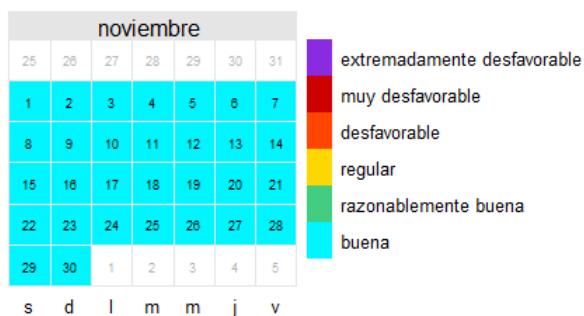 noviembre
25 26 27 28 29 30 31
1 2 3 4 5 6 7
8 9 10 11 12 13 14
15 16 17 18 19 20 21
22 23 24 25 26 27 28
29 30 1 2 3 4 5
s d l m m j v
extremadamente desfavorable
muy desfavorable
desfavorable
regular
razonablemente buena
buena